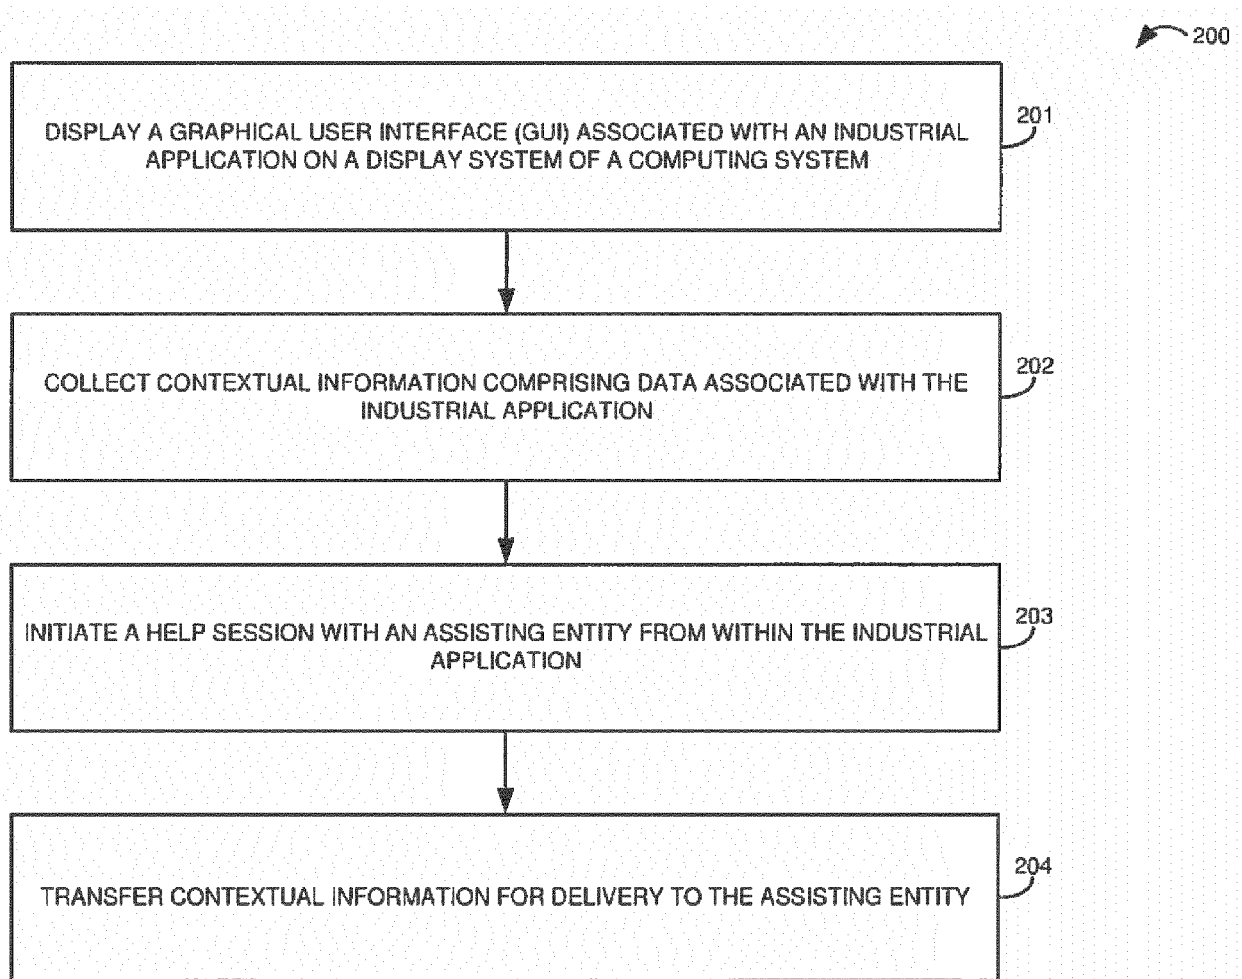 200
DISPLAY A GRAPHICAL USER INTERFACE (GUI) ASSOCIATED WITH AN INDUSTRIAL
APPLICATION ON A DISPLAY SYSTEM OF A COMPUTING SYSTEM
201
COLLECT CONTEXTUAL INFORMATION COMPRISING DATA ASSOCIATED WITH THE
INDUSTRIAL APPLICATION
202
INITIATE A HELP SESSION WITH AN ASSISTING ENTITY FROM WITHIN THE INDUSTRIAL
APPLICATION
203
TRANSFER CONTEXTUAL INFORMATION FOR DELIVERY TO THE ASSISTING ENTITY
204